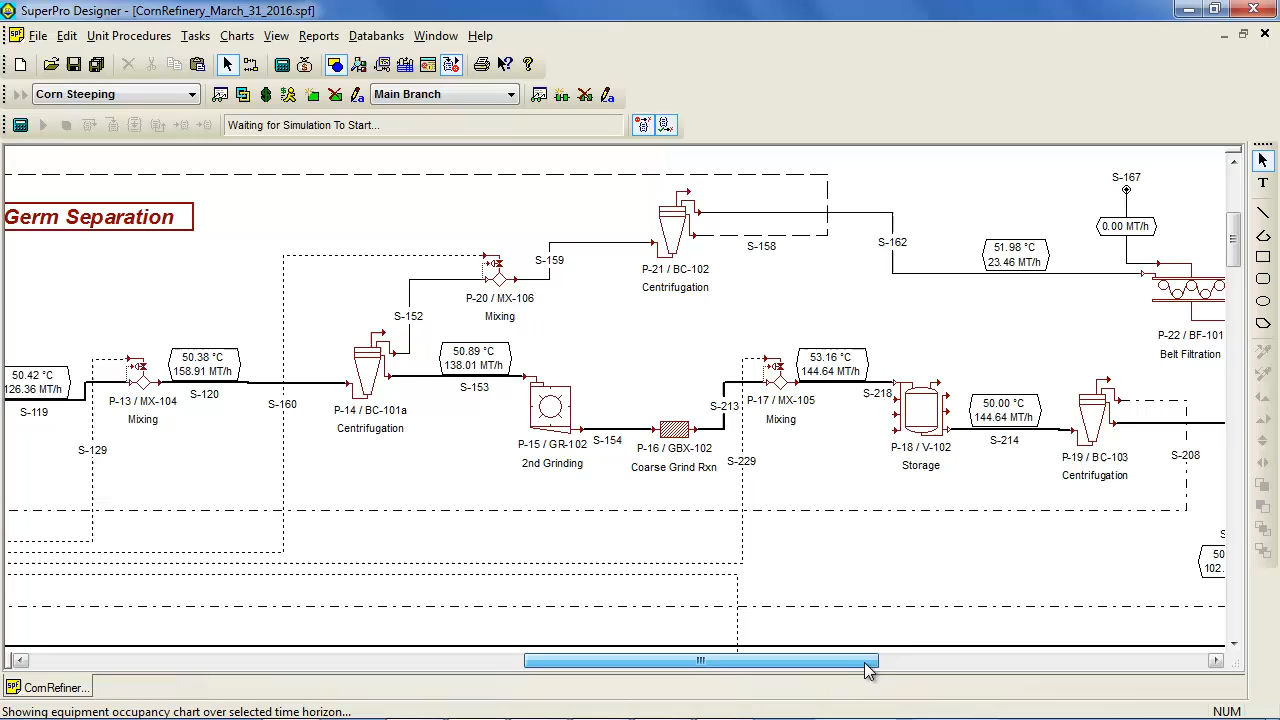 SuperPro Designer - [CornRefinery_March_31_2016.spf]
File Edit Unit Procedures Tasks Charts View Reports Databanks Window Help
Corn Steeping
Main Branch
Waiting for Simulation To Start...
Germ Separation
S-167
0.00 MT/h
S-158
S-162
51.98 °C
23.46 MT/h
S-159
P-21 / BC-102
Centrifugation
P-20 / MX-106
Mixing
S-152
P-22 / BF-101
Belt Filtration
50.42 °C
126.36 MT/h
S-119
50.38 °C
158.91 MT/h
S-120
50.89 °C
138.01 MT/h
S-153
53.16 °C
144.64 MT/h
S-218
P-13 / MX-104
Mixing
S-160
P-14 / BC-101a
Centrifugation
S-213
P-17 / MX-105
Mixing
50.00 °C
144.64 MT/h
S-214
S-129
P-15 / GR-102
2nd Grinding
S-154
P-16 / GBX-102
Coarse Grind Rxn
S-229
P-18 / V-102
Storage
P-19 / BC-103
Centrifugation
S-208
S
50
102.
CornRefiner...
Showing equipment occupancy chart over selected time horizon...
NUM